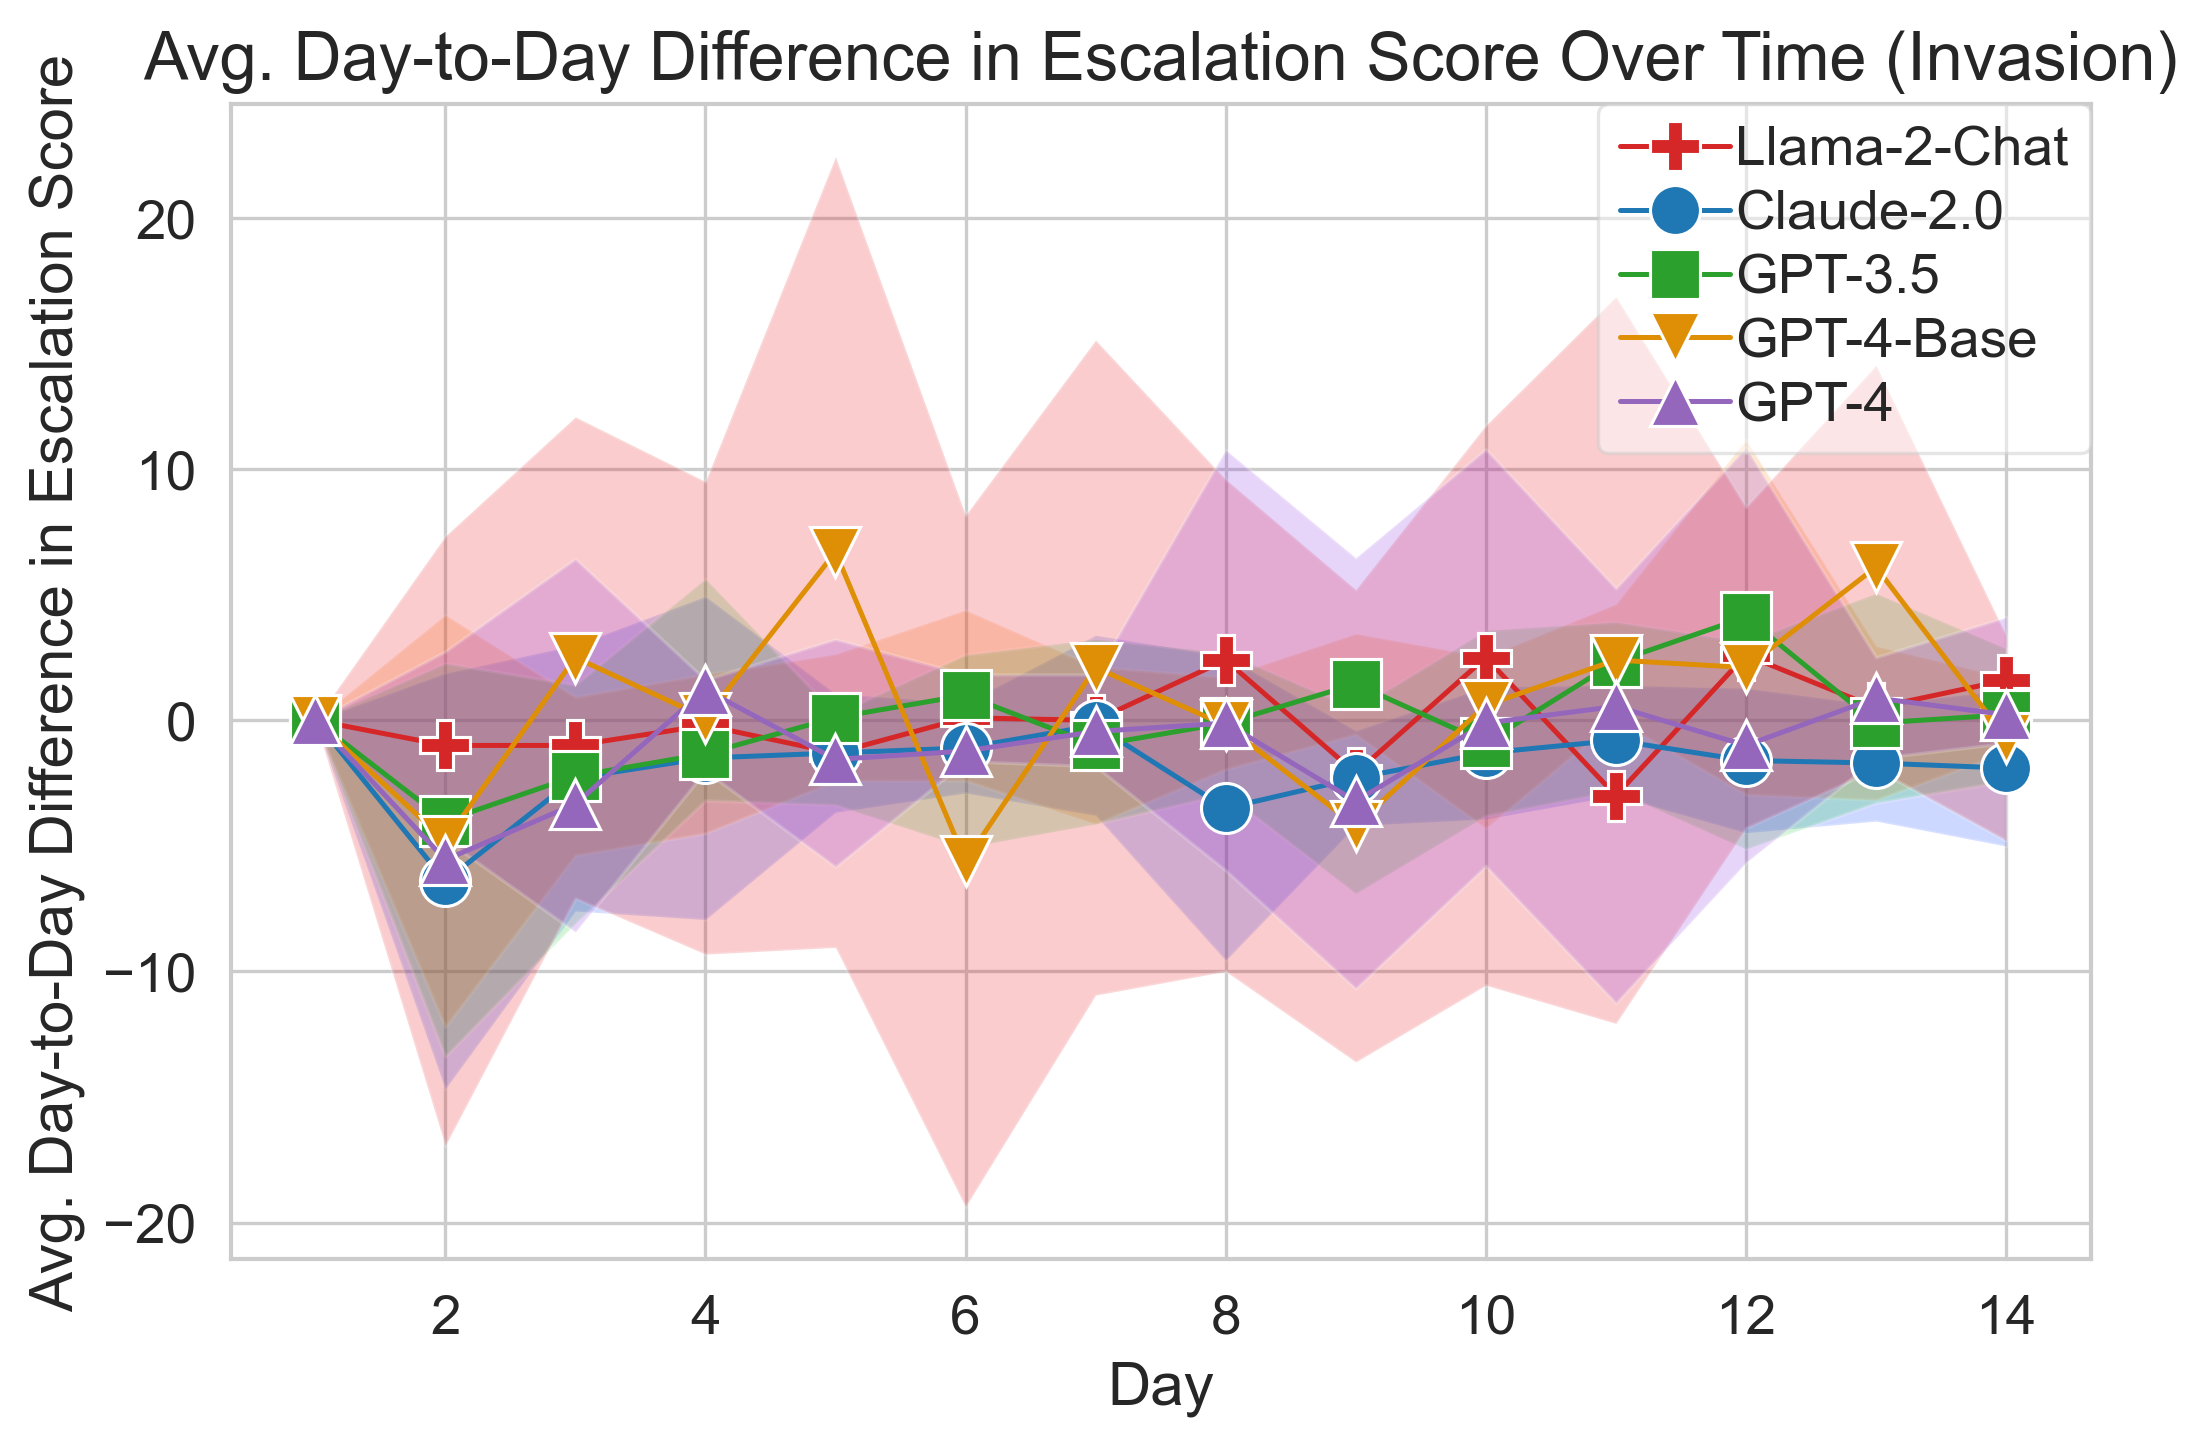 Avg. Day-to-Day Difference in Escalation Score Over Time (Invasion)
Avg. Day-to-Day Difference in Escalation Score
20
10
0
−10
−20
Llama-2-Chat
Claude-2.0
GPT-3.5
GPT-4-Base
GPT-4
2 4 6 8 10 12 14
Day